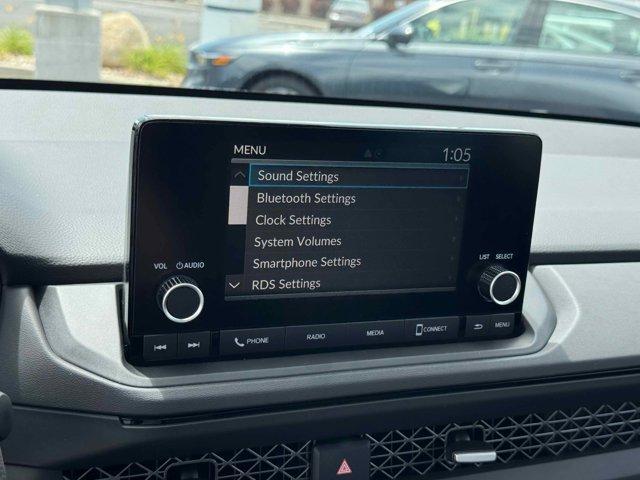 MENU 1:05
Sound Settings
Bluetooth Settings
Clock Settings
System Volumes
Smartphone Settings
RDS Settings
VOL AUDIO
LIST SELECT
PHONE RADIO MEDIA CONNECT MENU